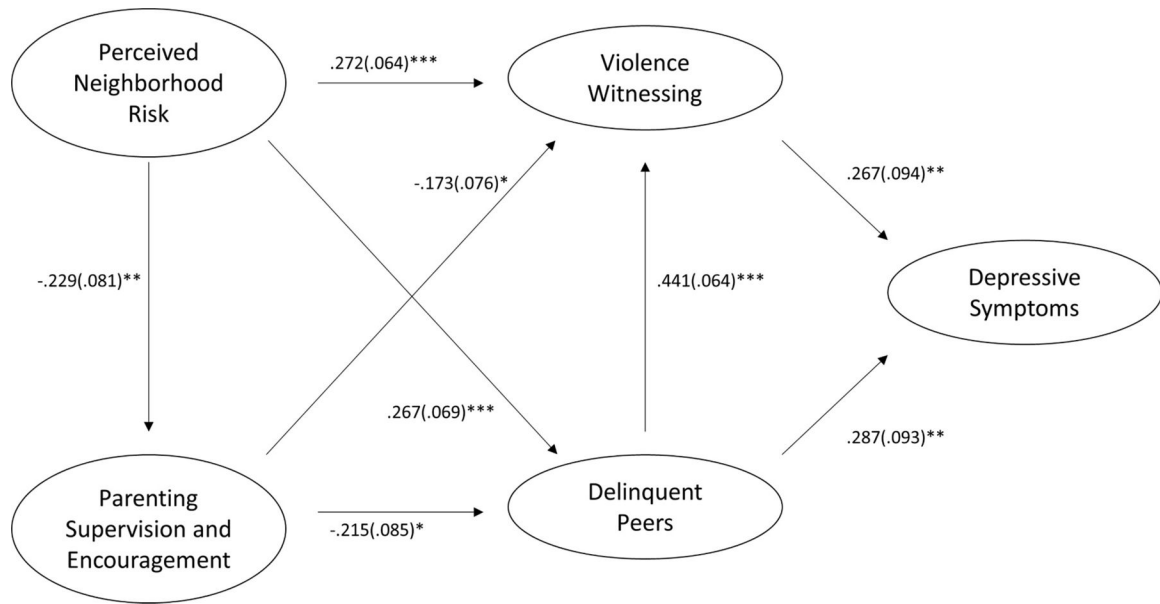 Perceived
Neighborhood
Risk
.272(.064)***
Violence
Witnessing
-.173(.076)*
.267(.094)**
-.229(.081)**
.441(.064)***
Depressive
Symptoms
.267(.069)***
.287(.093)**
Parenting
Supervision and
Encouragement
-.215(.085)*
Delinquent
Peers